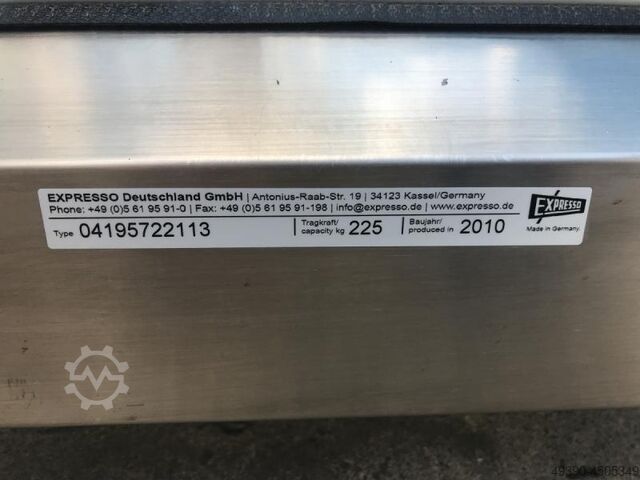 EXPRESSO Deutschland GmbH | Antonius-Raab-Str. 19 | 34123 Kassel/Germany
Phone: +49 (0)5 61 95 91-0 | Fax: +49 (0)5 61 95 91-198 | info@expresso.de | www.expresso.de
Type 04195722113 Tragkraft/ capacity kg 225 Baujahr/ produced in 2010
EXPRESSO
Made in Germany.
49390-4505349